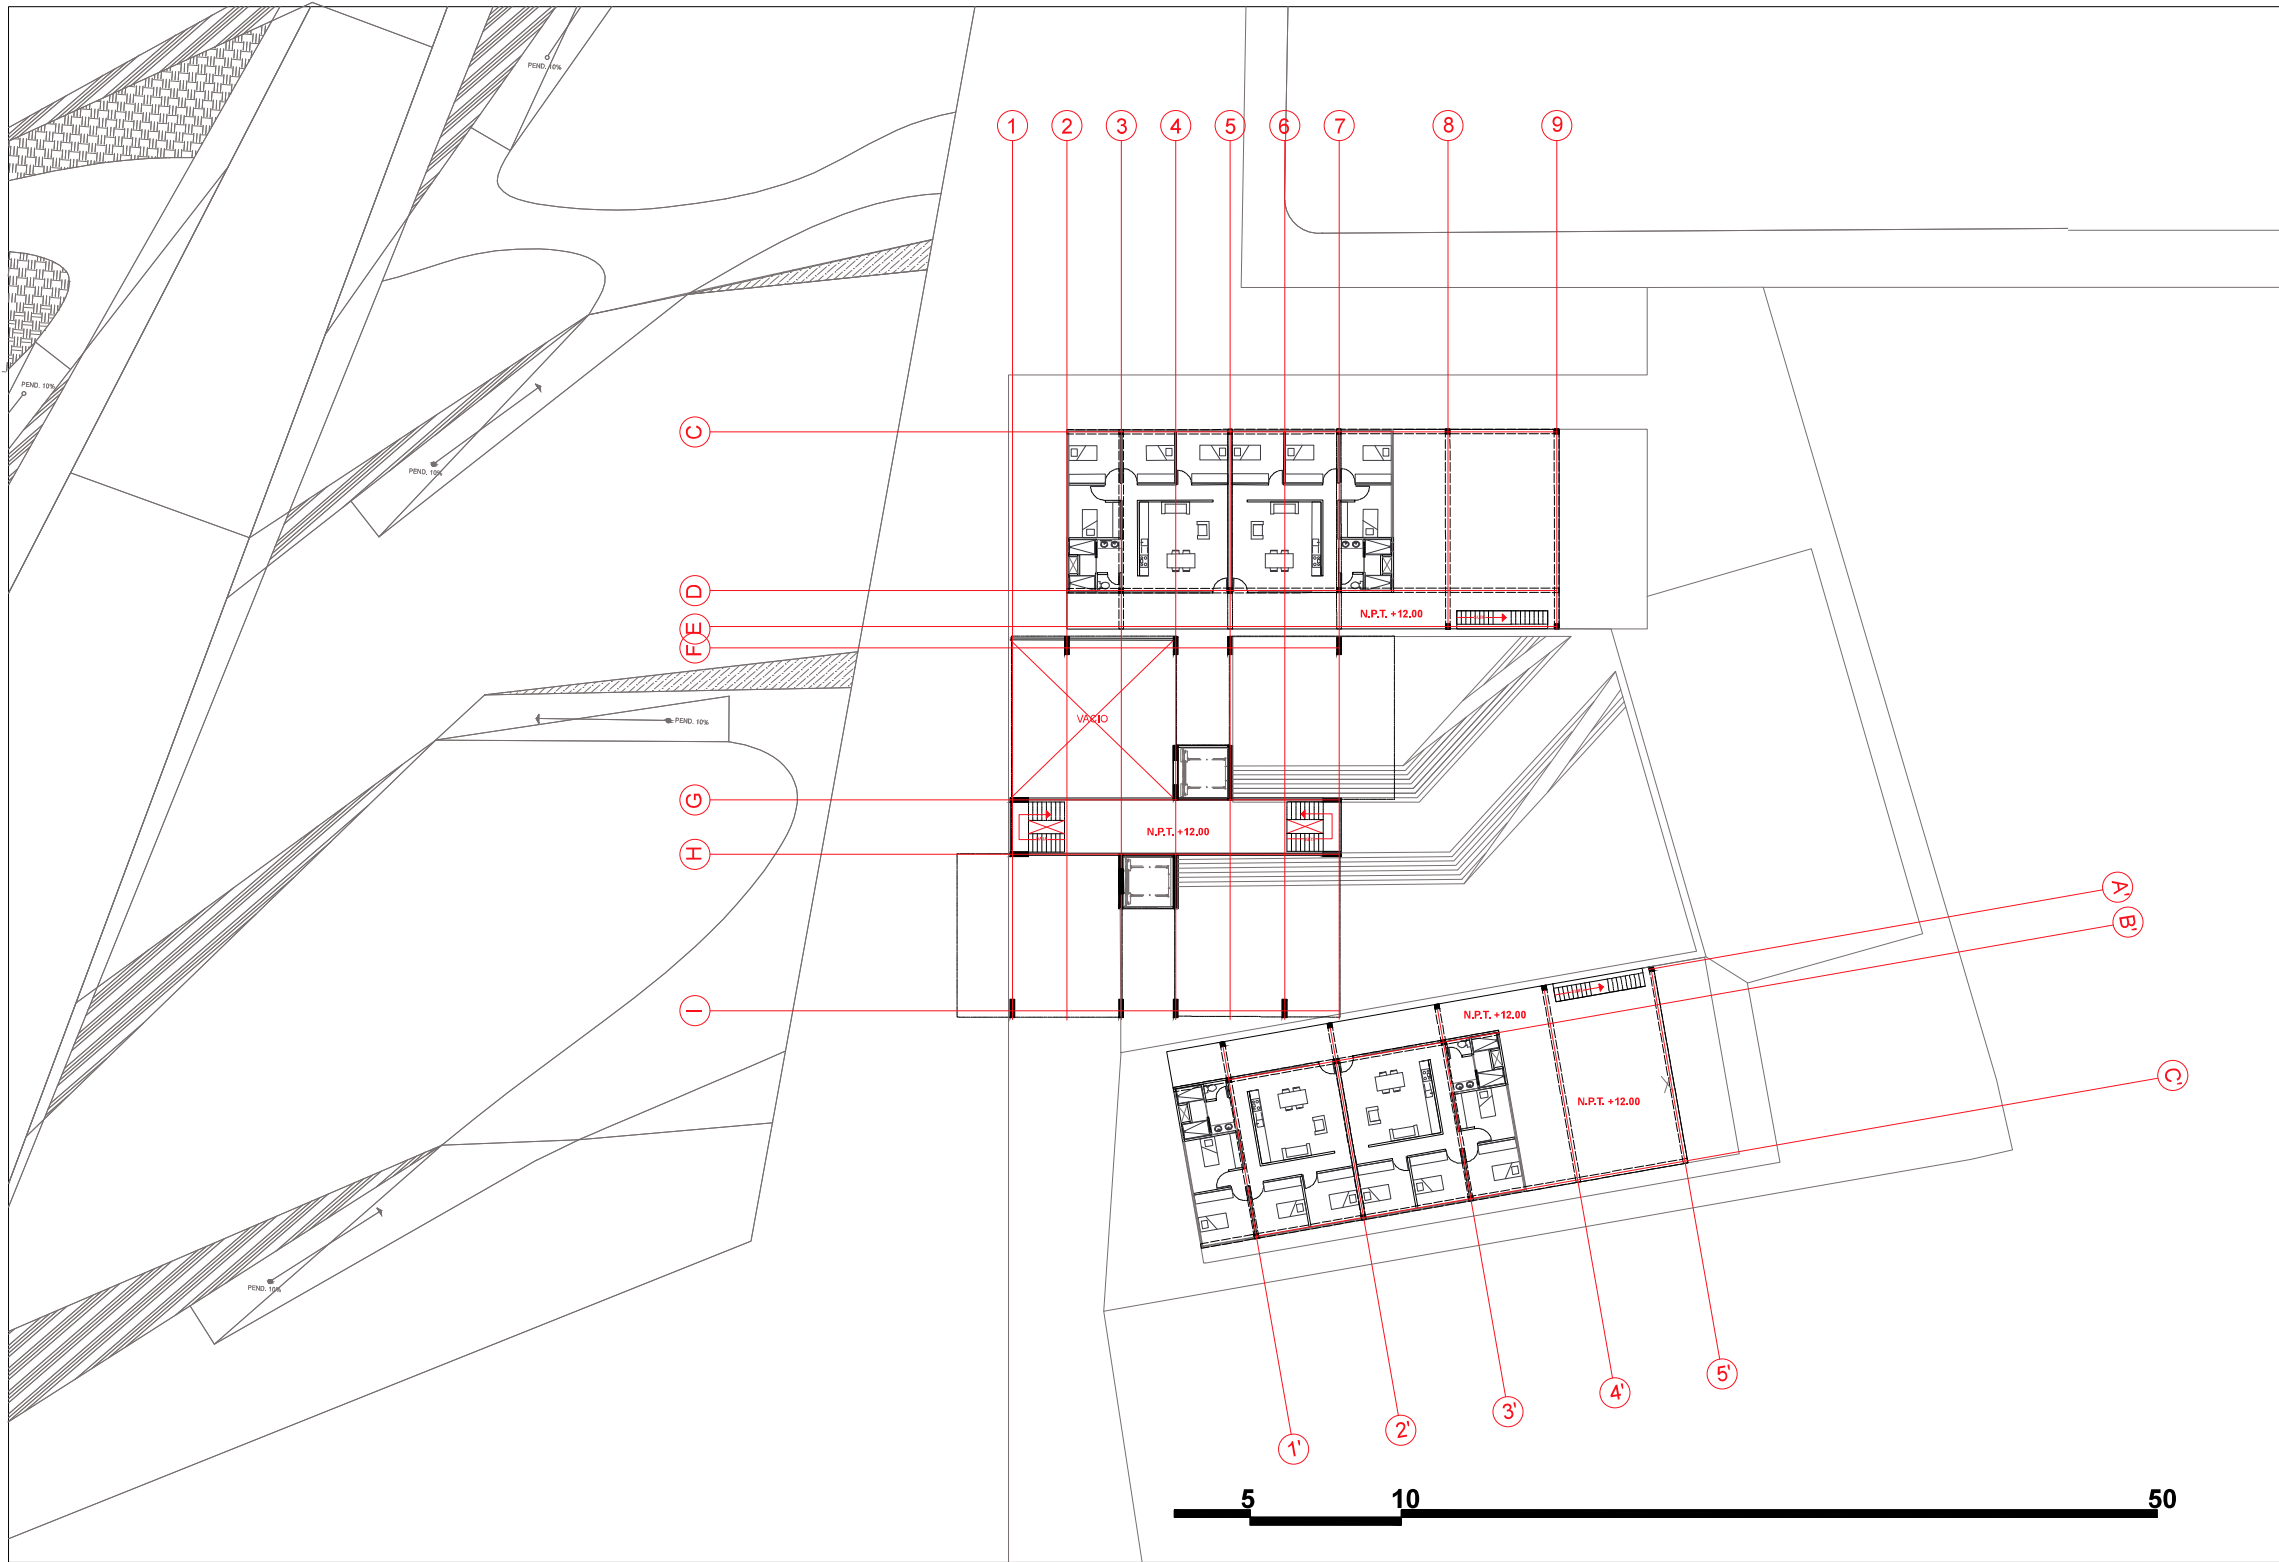 PEND. 10%
1 2 3 4 5 6 7 8 9
PEND. 10%
C
PEND. 10%
D
N.P.T. +12.00
E
F
VACIO
PEND. 10%
G
N.P.T. +12.00
H
A'
B'
I
N.P.T. +12.00
C'
N.P.T. +12.00
PEND. 10%
5'
4'
3'
2'
1'
5 10 50